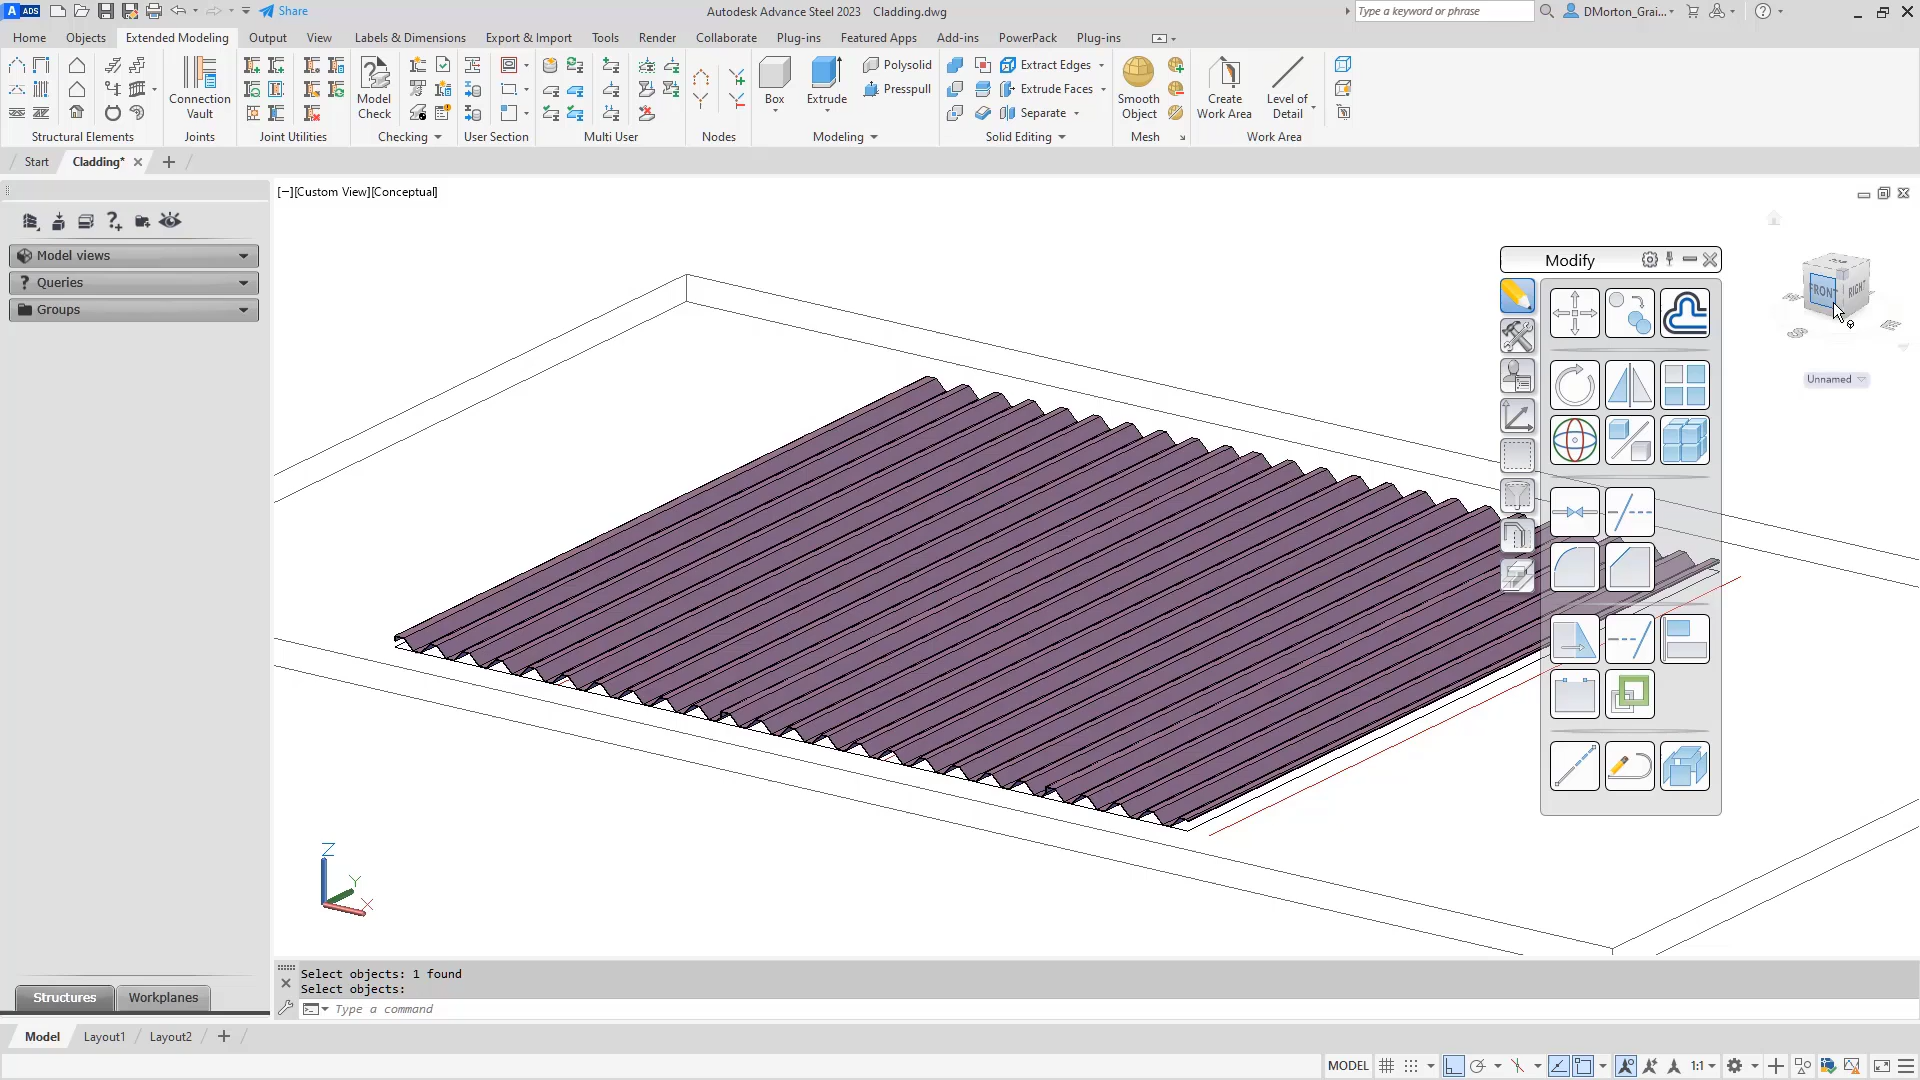 A ADS Share Autodesk Advance Steel 2023 Cladding.dwg Type a keyword or phrase DMorton_Grai...
Home Objects Extended Modeling Output View Labels & Dimensions Export & Import Tools Render Collaborate Plug-ins Featured Apps Add-ins PowerPack Plug-ins
Connection Vault
Model Check
Box
Extrude
Polysolid
Presspull
Extract Edges
Extrude Faces
Separate
Smooth Object
Create Work Area
Level of Detail
Structural Elements Joints Joint Utilities Checking User Section Multi User Nodes Modeling Solid Editing Mesh Work Area
Start Cladding*
[−][Custom View][Conceptual]
Model views
Queries
Groups
Modify
FRONT RIGHT
Unnamed
Z
Y
X
Select objects: 1 found
Select objects:
Type a command
Structures Workplanes
Model Layout1 Layout2
MODEL 1:1